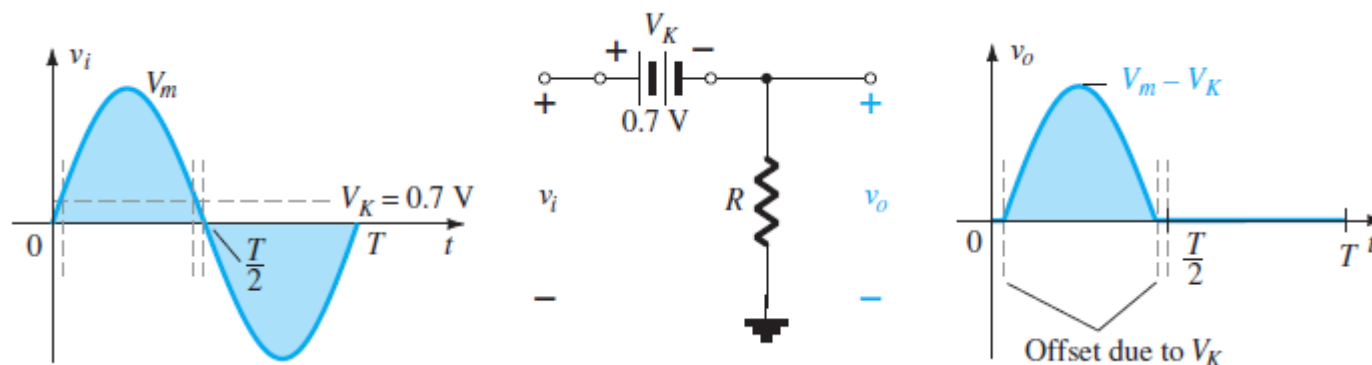 v_i
V_m
V_K = 0.7 V
0
T/2
T
t
V_K
+ −
0.7 V
+
+
v_i
R
v_o
−
−
v_o
V_m − V_K
0
T/2
T
t
Offset due to V_K